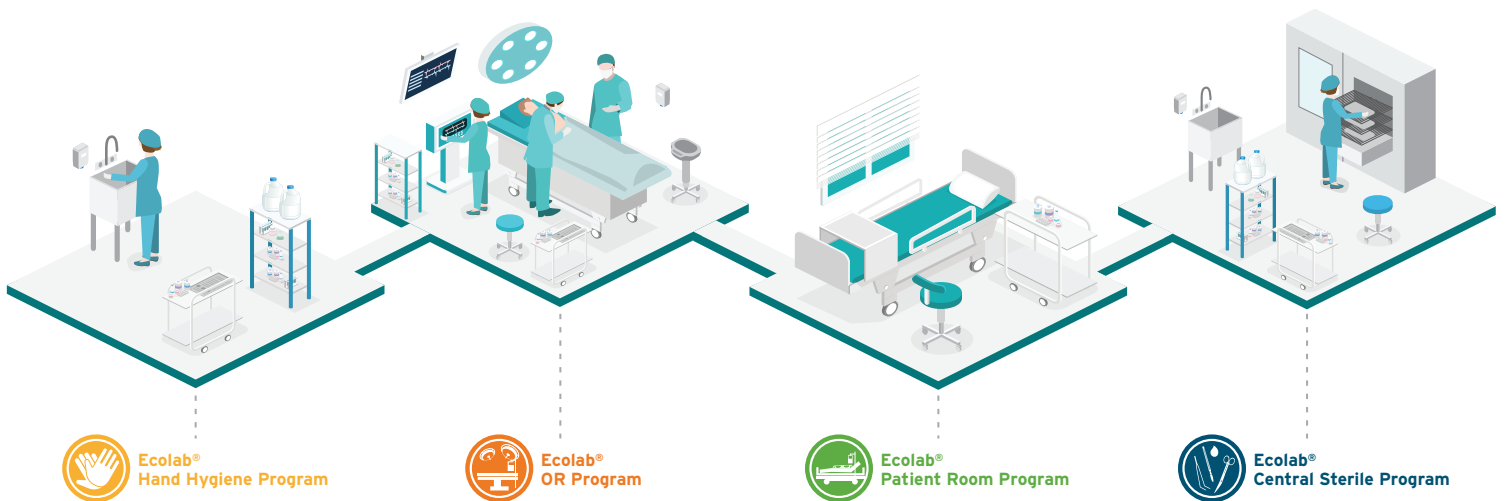 Ecolab®
Hand Hygiene Program
Ecolab®
OR Program
Ecolab®
Patient Room Program
Ecolab®
Central Sterile Program